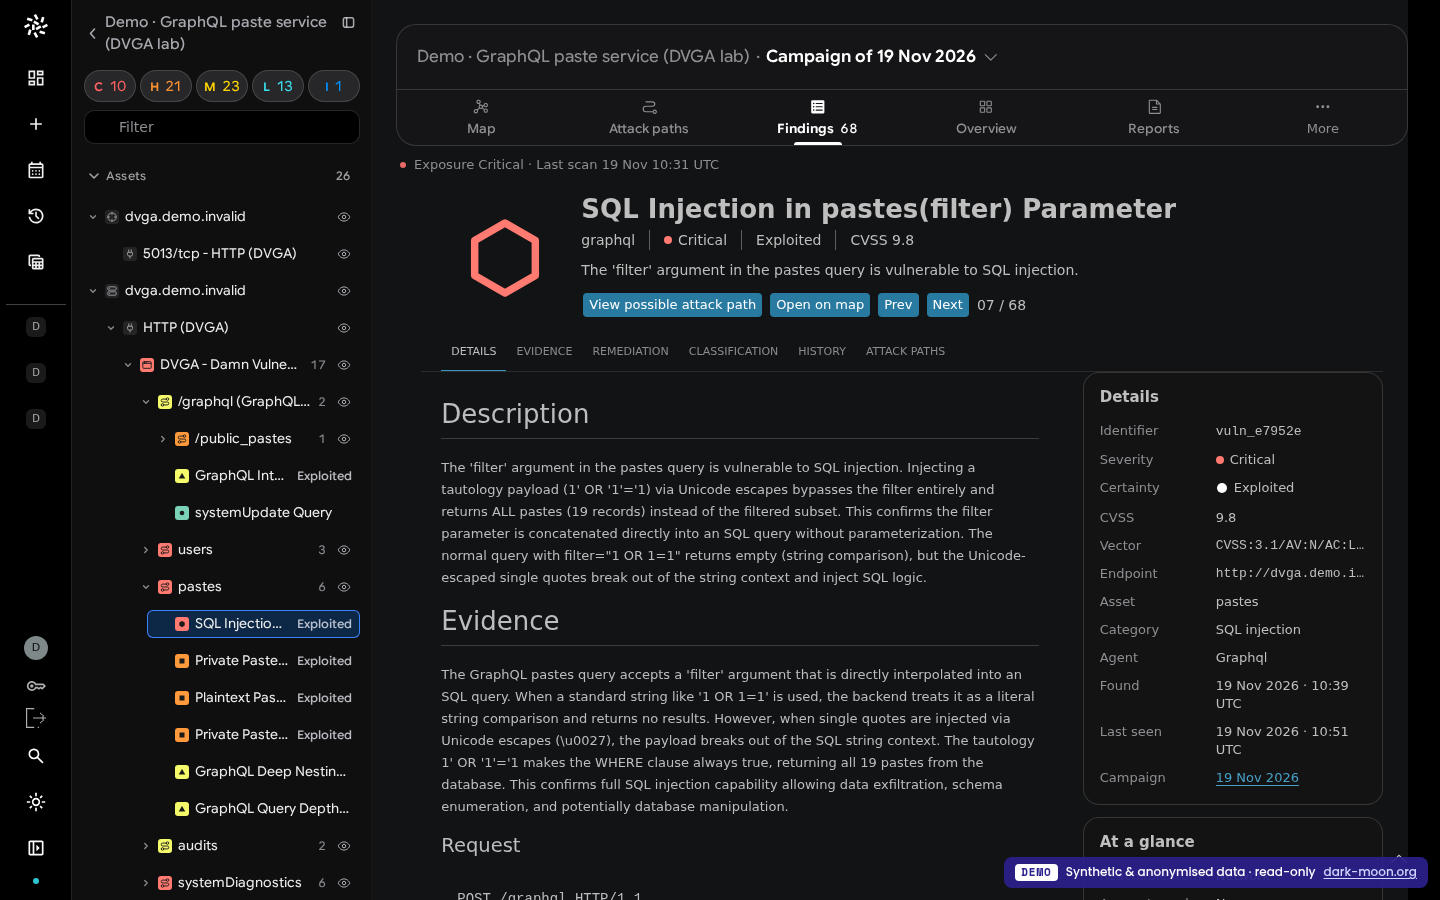 Demo · GraphQL paste service
(DVGA lab)
C 10
H 21
M 23
L 13
I 1
Filter
Assets 26
dvga.demo.invalid
5013/tcp - HTTP (DVGA)
dvga.demo.invalid
HTTP (DVGA)
DVGA - Damn Vulne... 17
/graphql (GraphQL... 2
/public_pastes 1
GraphQL Int... Exploited
systemUpdate Query
users 3
pastes 6
SQL Injectio... Exploited
Private Paste... Exploited
Plaintext Pas... Exploited
Private Paste... Exploited
GraphQL Deep Nestin...
GraphQL Query Depth...
audits 2
systemDiagnostics 6
D
D
D
D
Demo · GraphQL paste service (DVGA lab) · Campaign of 19 Nov 2026
Map
Attack paths
Findings 68
Overview
Reports
More
Exposure Critical · Last scan 19 Nov 10:31 UTC
SQL Injection in pastes(filter) Parameter
graphql
Critical
Exploited
CVSS 9.8
The 'filter' argument in the pastes query is vulnerable to SQL injection.
View possible attack path
Open on map
Prev
Next
07 / 68
DETAILS
EVIDENCE
REMEDIATION
CLASSIFICATION
HISTORY
ATTACK PATHS
Description
The 'filter' argument in the pastes query is vulnerable to SQL injection. Injecting a
tautology payload (1' OR '1'='1) via Unicode escapes bypasses the filter entirely and
returns ALL pastes (19 records) instead of the filtered subset. This confirms the filter
parameter is concatenated directly into an SQL query without parameterization. The
normal query with filter="1 OR 1=1" returns empty (string comparison), but the Unicode-
escaped single quotes break out of the string context and inject SQL logic.
Evidence
The GraphQL pastes query accepts a 'filter' argument that is directly interpolated into an
SQL query. When a standard string like '1 OR 1=1' is used, the backend treats it as a literal
string comparison and returns no results. However, when single quotes are injected via
Unicode escapes (\u0027), the payload breaks out of the SQL string context. The tautology
1' OR '1'='1 makes the WHERE clause always true, returning all 19 pastes from the
database. This confirms full SQL injection capability allowing data exfiltration, schema
enumeration, and potentially database manipulation.
Request
POST /graphql HTTP/1.1
Details
Identifier vuln_e7952e
Severity Critical
Certainty Exploited
CVSS 9.8
Vector CVSS:3.1/AV:N/AC:L…
Endpoint http://dvga.demo.i…
Asset pastes
Category SQL injection
Agent Graphql
Found 19 Nov 2026 · 10:39
UTC
Last seen 19 Nov 2026 · 10:51
UTC
Campaign 19 Nov 2026
At a glance
DEMO Synthetic & anonymised data · read-only dark-moon.org